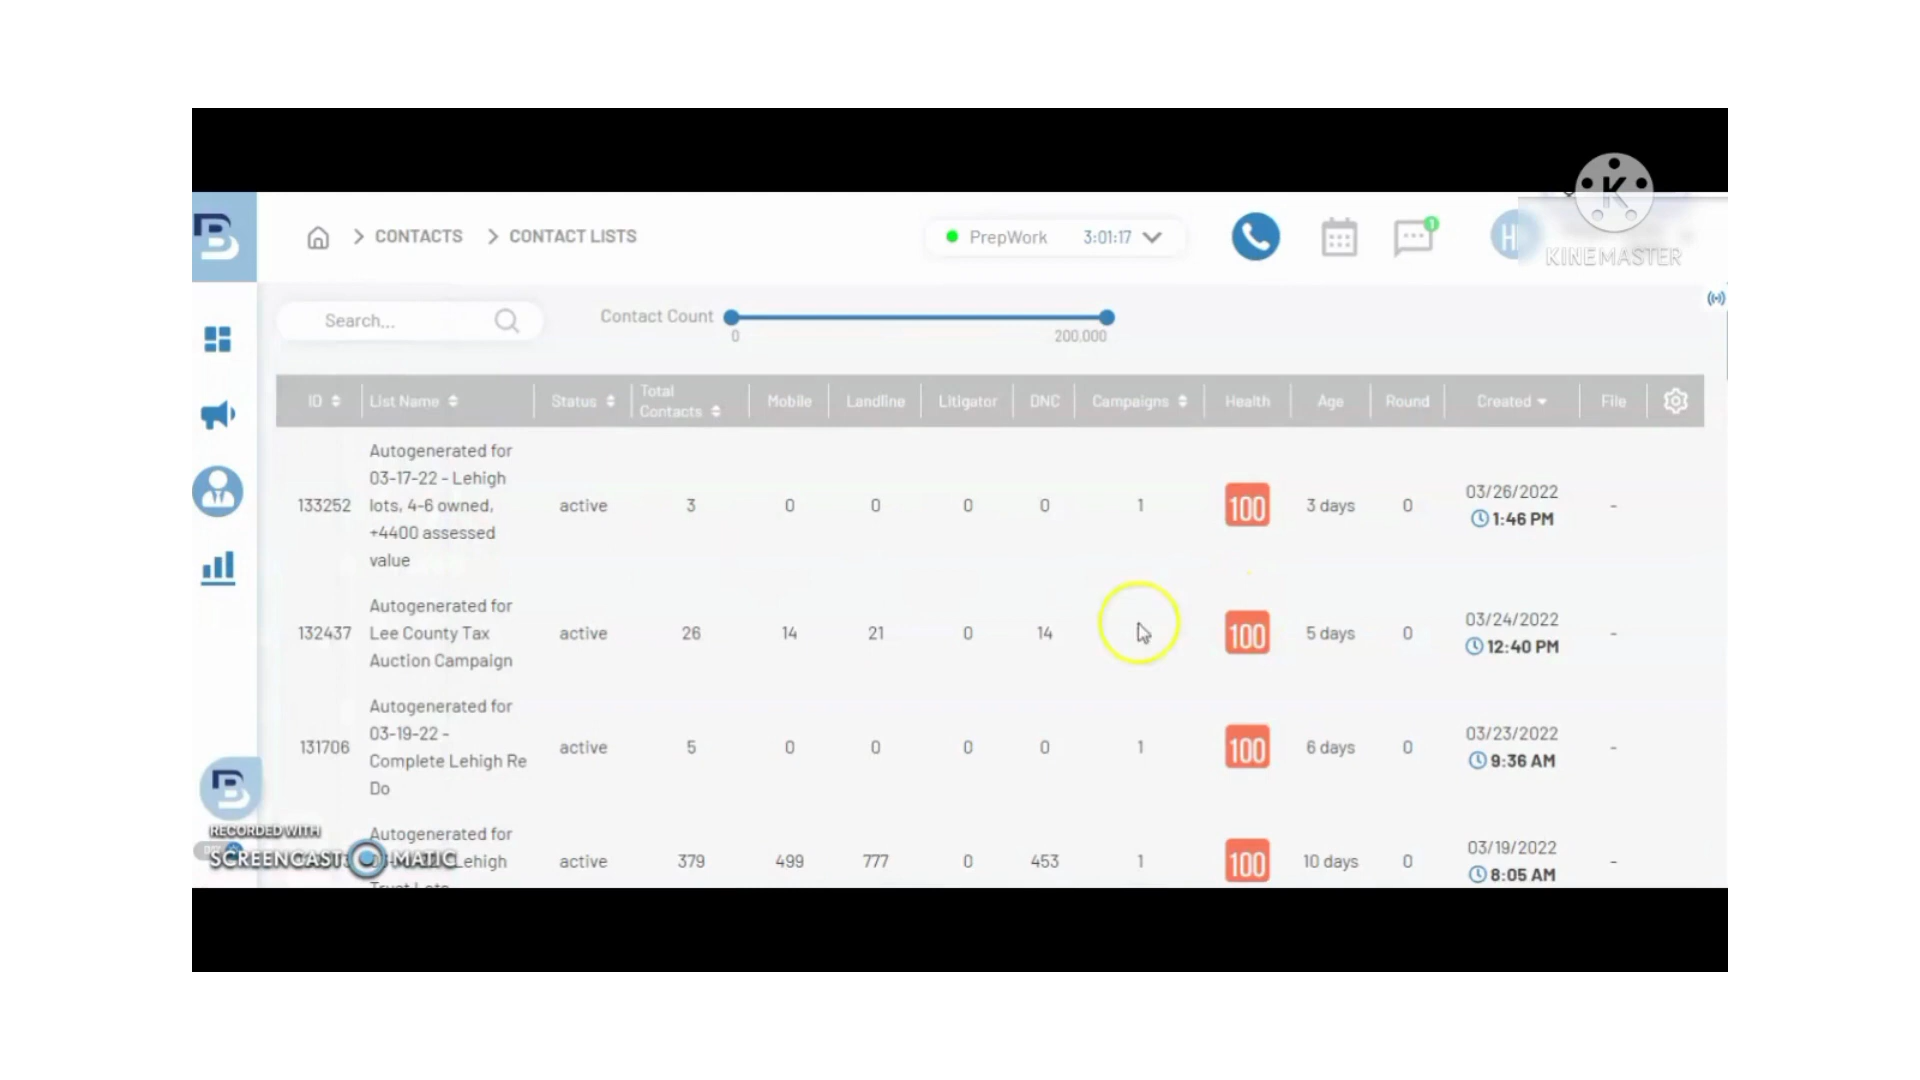 CONTACTS CONTACT LISTS
PrepWork 3:01:17
1
H
KINEMASTER
Search...
Contact Count
0 200,000
ID List Name Status Total Contacts Mobile Landline Litigator DNC Campaigns Health Age Round Created File
Autogenerated for
03-17-22 - Lehigh
133252 lots, 4-6 owned, active 3 0 0 0 0 1 100 3 days 0 03/26/2022 -
+4400 assessed 1:46 PM
value
Autogenerated for
132437 Lee County Tax active 26 14 21 0 14 100 5 days 0 03/24/2022 -
Auction Campaign 12:40 PM
Autogenerated for
03-19-22 -
131706 Complete Lehigh Re active 5 0 0 0 0 1 100 6 days 0 03/23/2022 -
Do 9:36 AM
Autogenerated for
Lehigh active 379 499 777 0 453 1 100 10 days 0 03/19/2022 -
Trust Lots 8:05 AM
RECORDED WITH
SCREENCAST-O-MATIC